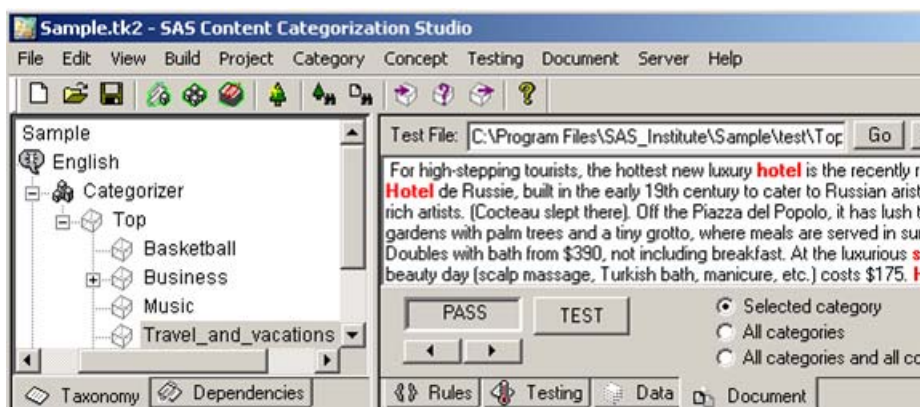 Sample.tk2 - SAS Content Categorization Studio
File Edit View Build Project Category Concept Testing Document Server Help
Sample
English
Categorizer
Top
Basketball
Business
Music
Travel_and_vacations
Taxonomy Dependencies
Test File: C:\Program Files\SAS_Institute\Sample\test\Top Go
For high-stepping tourists, the hottest new luxury hotel is the recently
Hotel de Russie, built in the early 19th century to cater to Russian
rich artists. (Cocteau slept there). Off the Piazza del Popolo, it has lush
gardens with palm trees and a tiny grotto, where meals are served in
Doubles with bath from $390, not including breakfast. At the luxurious
beauty day (scalp massage, Turkish bath, manicure, etc.) costs $175.
PASS TEST
Selected category
All categories
All categories and all
Rules Testing Data Document